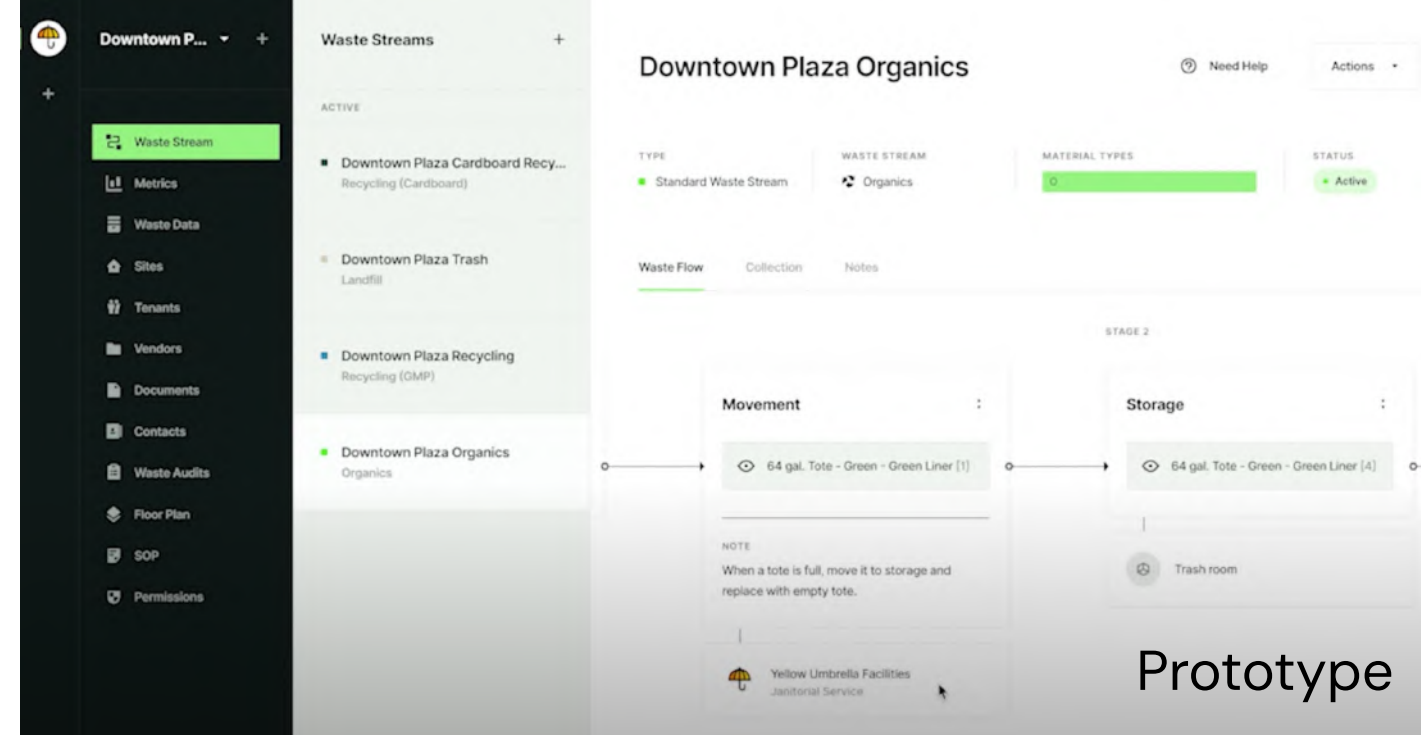 Downtown P...
Waste Stream
Metrics
Waste Data
Sites
Tenants
Vendors
Documents
Contacts
Waste Audits
Floor Plan
SOP
Permissions
Waste Streams
ACTIVE
Downtown Plaza Cardboard Recy...
Recycling (Cardboard)
Downtown Plaza Trash
Landfill
Downtown Plaza Recycling
Recycling (GMP)
Downtown Plaza Organics
Organics
Downtown Plaza Organics
Need Help
Actions
TYPE
Standard Waste Stream
WASTE STREAM
Organics
MATERIAL TYPES
STATUS
Active
Waste Flow
Collection
Notes
Movement
64 gal. Tote - Green - Green Liner [1]
NOTE
When a tote is full, move it to storage and
replace with empty tote.
Yellow Umbrella Facilities
Janitorial Service
STAGE 2
Storage
64 gal. Tote - Green - Green Liner [4]
Trash room
Prototype